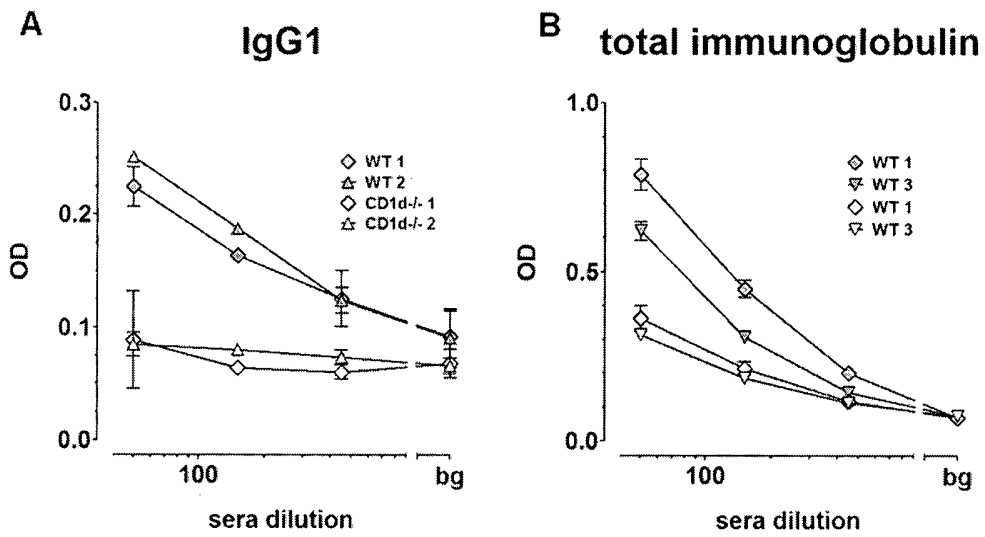 A
IgG1
0.3
0.2
0.1
0.0
OD
WT 1
WT 2
CD1d-/- 1
CD1d-/- 2
100
bg
sera dilution
B
total immunoglobulin
1.0
0.5
0.0
OD
WT 1
WT 3
WT 1
WT 3
100
bg
sera dilution